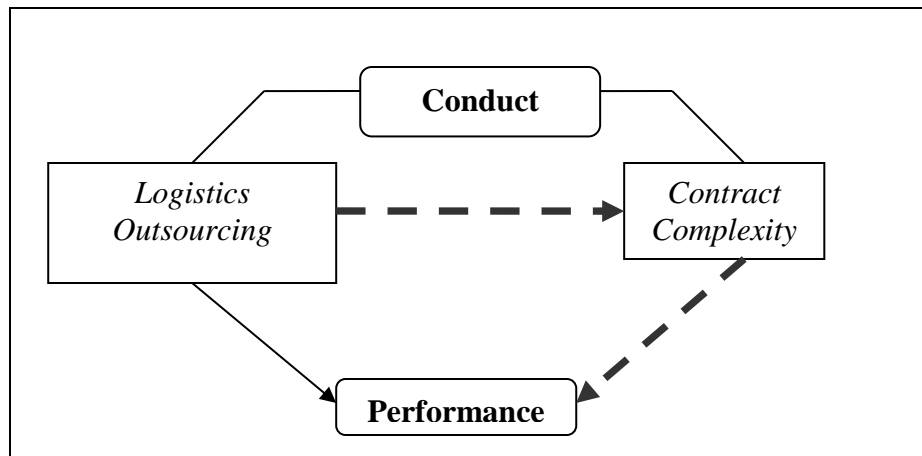 Conduct
Logistics
Outsourcing
Contract
Complexity
Performance